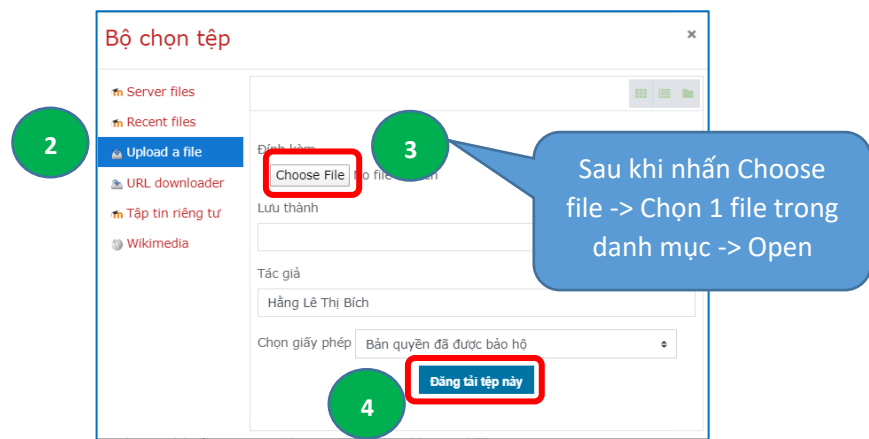 Bộ chọn tệp
×
Server files
Recent files
2
Upload a file
URL downloader
Tập tin riêng tư
Wikimedia
Đính kèm
3
Choose File
Lưu thành
Tác giả
Hằng Lê Thị Bích
Chọn giấy phép Bản quyền đã được bảo hộ
Đăng tải tệp này
4
Sau khi nhấn Choose
file -> Chọn 1 file trong
danh mục -> Open